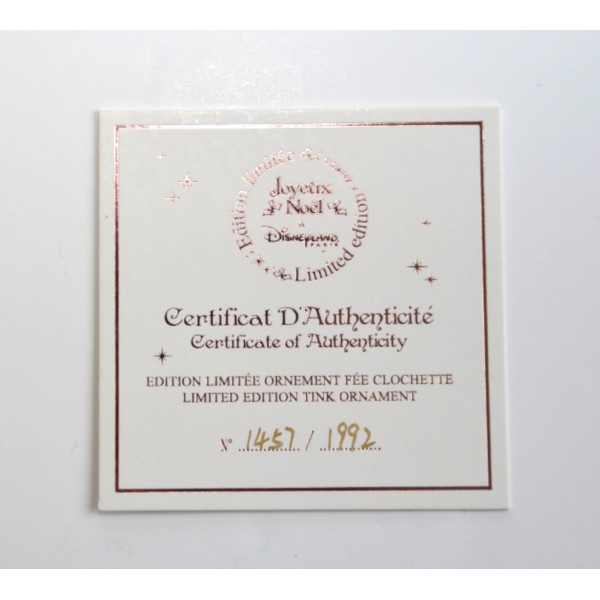 Edition limitée
Joyeux
Noël
à
Disneyland
PARIS
Limited edition
Certificat D'Authenticité
Certificate of Authenticity
EDITION LIMITÉE ORNEMENT FÉE CLOCHETTE
LIMITED EDITION TINK ORNAMENT
N° 1457 / 1992